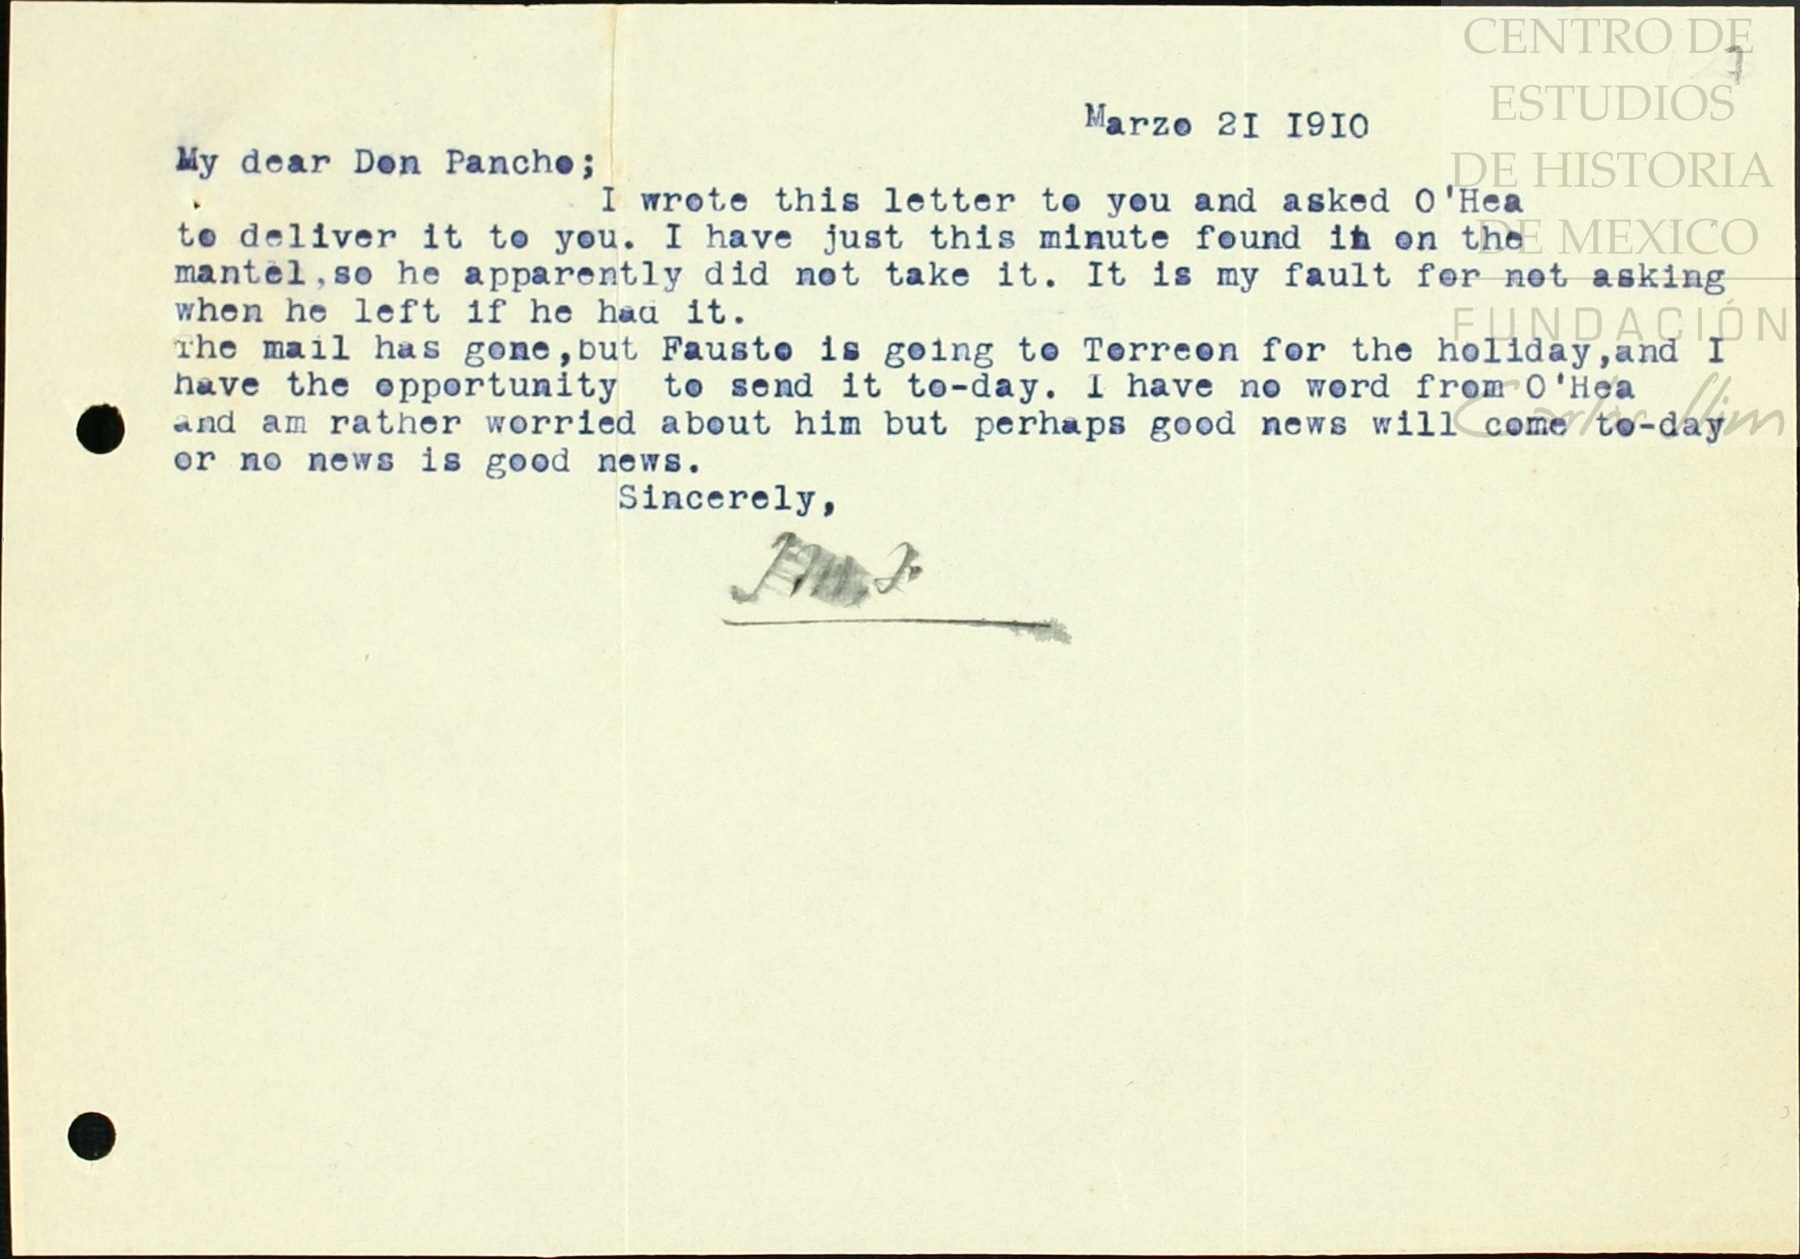 CENTRO DE
ESTUDIOS
DE HISTORIA
DE MEXICO
FUNDACIÓN
Carlos Slim
Marzo 2I I9I0
My dear Don Pancho;
I wrote this letter to you and asked O'Hea
to deliver it to you. I have just this minute found it on the
mantel,so he apparently did not take it. It is my fault for not asking
when he left if he had it.
The mail has gone,but Fausto is going to Torreon for the holiday,and I
have the opportunity to send it to-day. I have no word from O'Hea
and am rather worried about him but perhaps good news will come to-day
or no news is good news.
Sincerely,